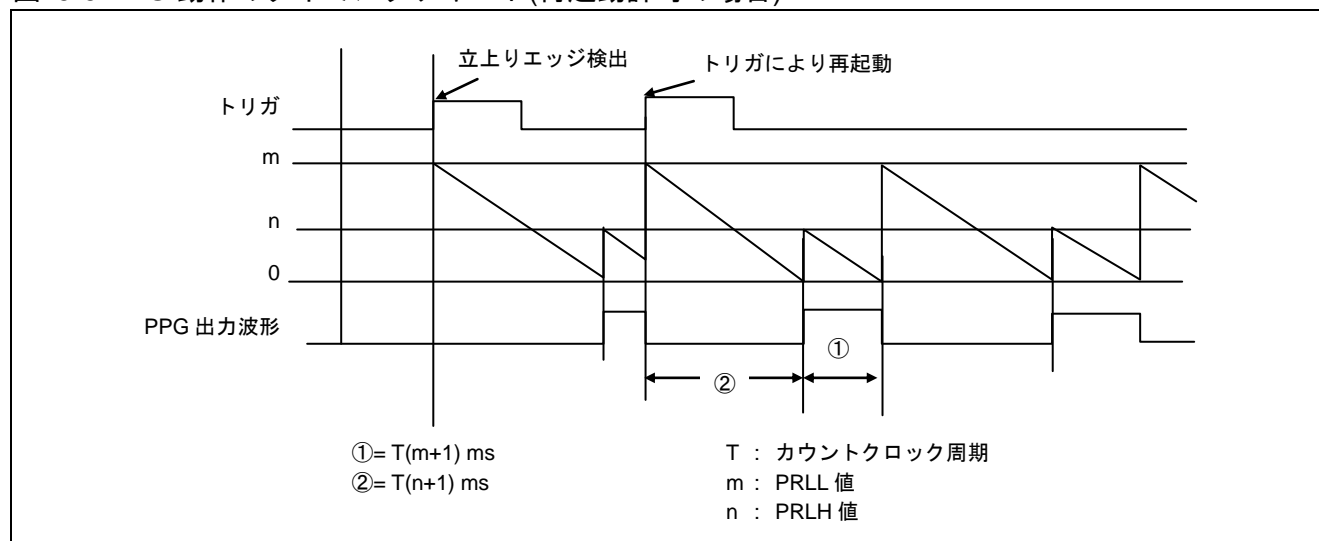 立上りエッジ検出
トリガにより再起動
トリガ
m
n
0
PPG 出力波形
①
②
①= T(m+1) ms
②= T(n+1) ms
T : カウントクロック周期
m : PRLL 値
n : PRLH 値